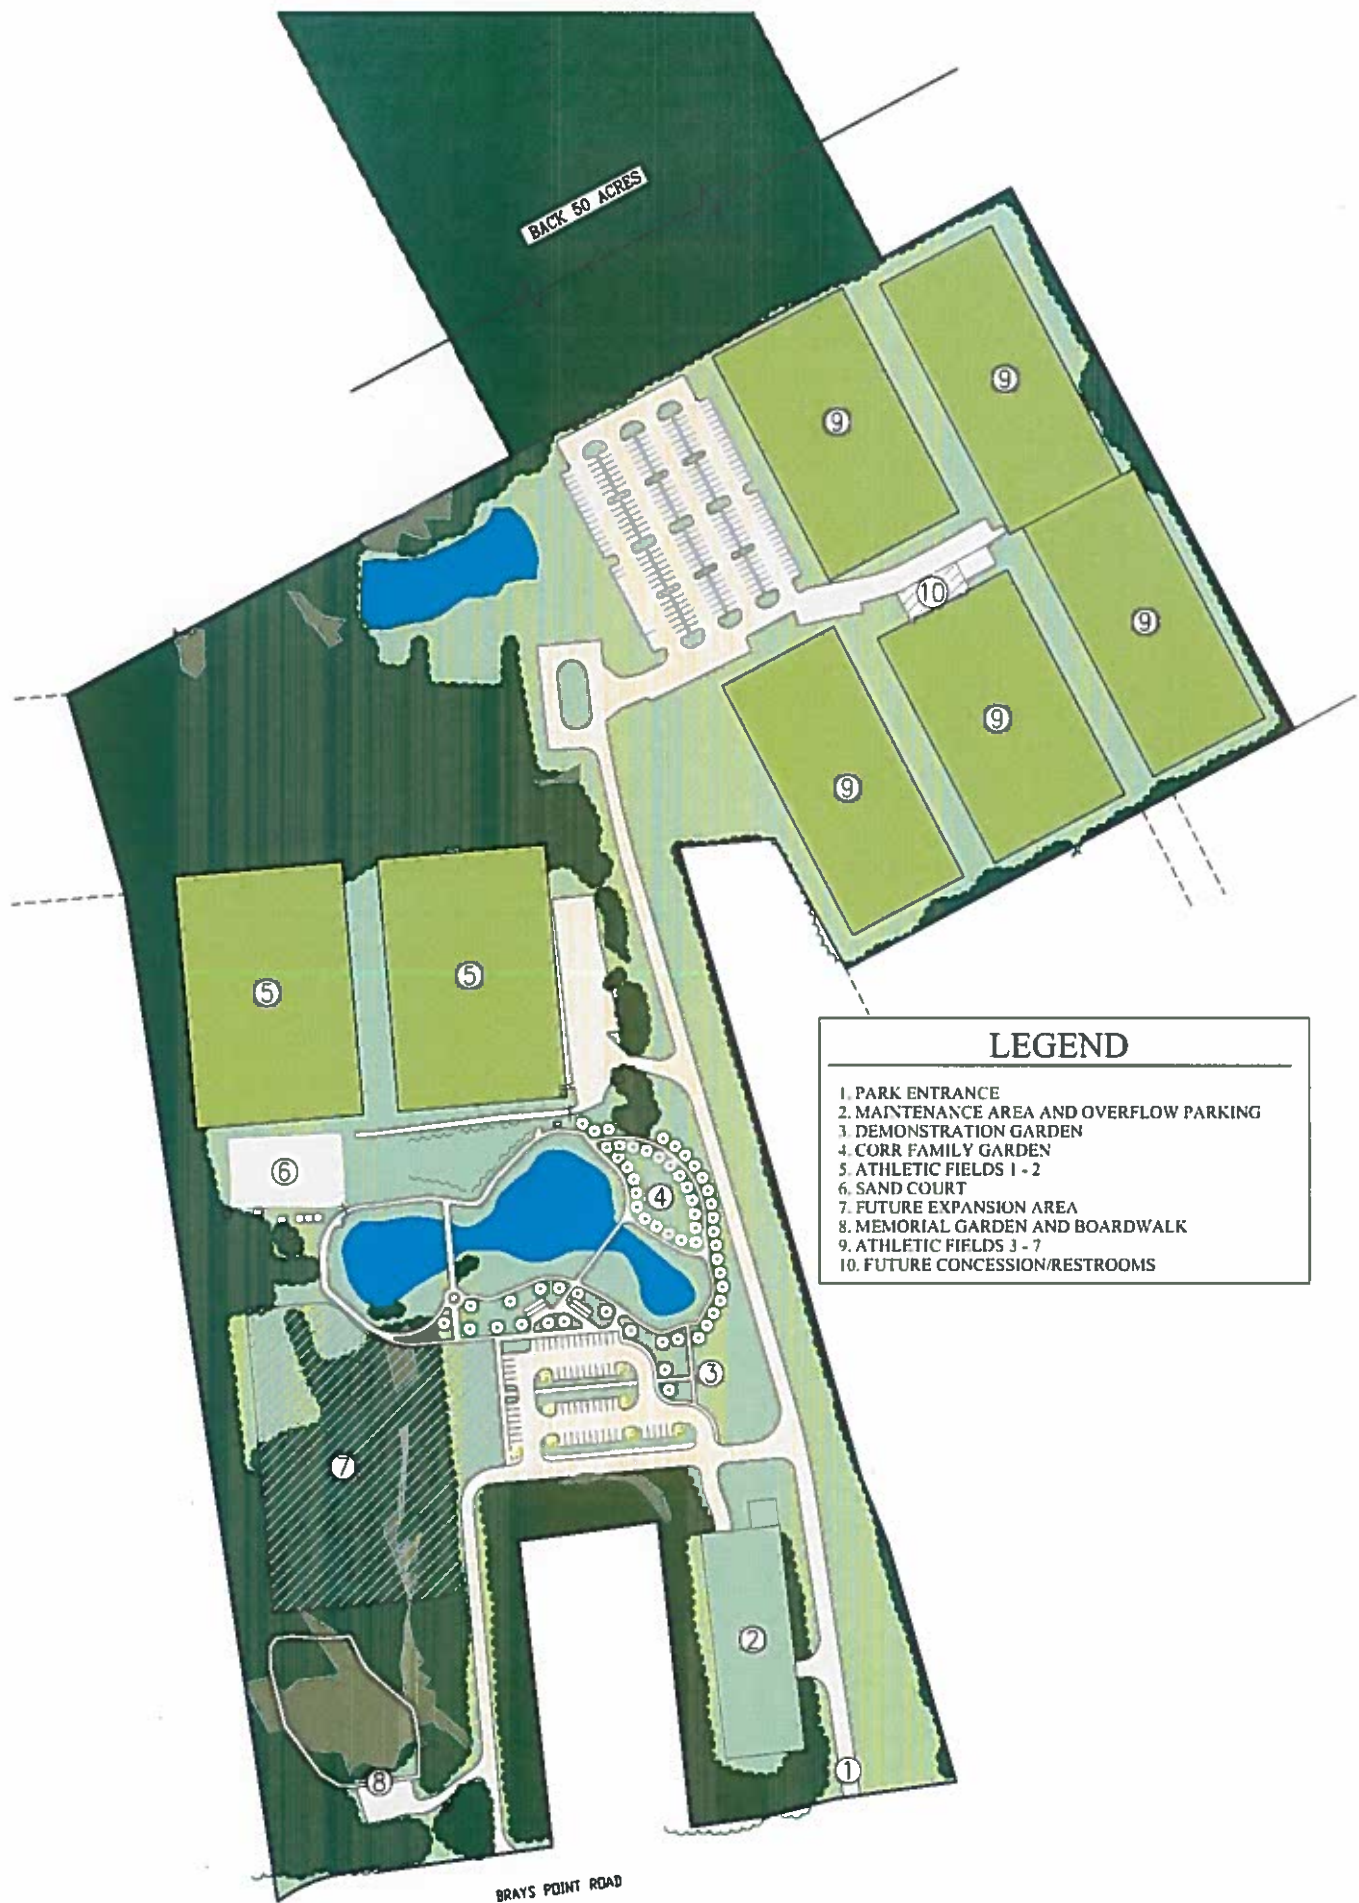 BACK 50 ACRES
9
9
9
10
9
9
9
5
5
LEGEND
1. PARK ENTRANCE
2. MAINTENANCE AREA AND OVERFLOW PARKING
3. DEMONSTRATION GARDEN
4. CORR FAMILY GARDEN
5. ATHLETIC FIELDS 1 - 2
6. SAND COURT
7. FUTURE EXPANSION AREA
8. MEMORIAL GARDEN AND BOARDWALK
9. ATHLETIC FIELDS 3 - 7
10. FUTURE CONCESSION/RESTROOMS
6
4
3
7
2
1
8
BRAYS POINT ROAD